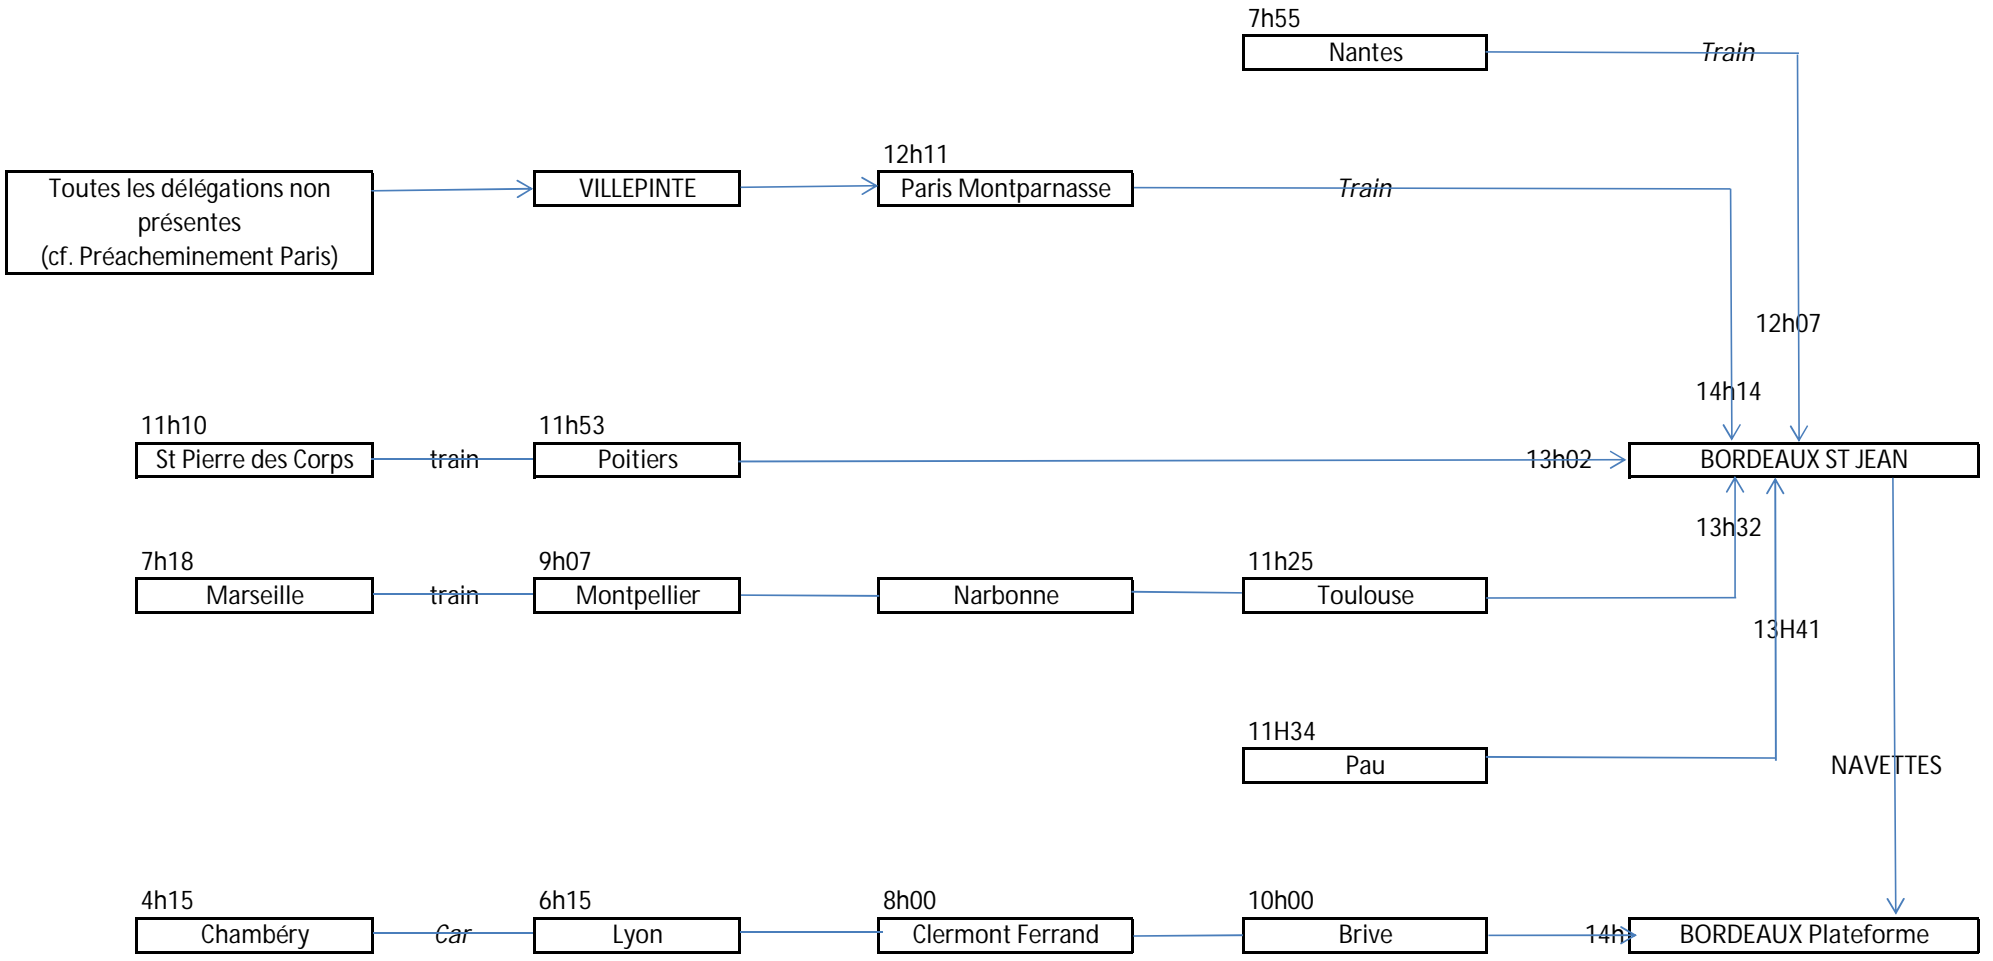 7h55
Nantes
Train
12h11
Toutes les délégations non
présentes
(cf. Préacheminement Paris)
VILLEPINTE
Paris Montparnasse
Train
12h07
14h14
11h10
11h53
St Pierre des Corps
train
Poitiers
13h02
BORDEAUX ST JEAN
13h32
7h18
9h07
11h25
Marseille
train
Montpellier
Narbonne
Toulouse
13H41
11H34
Pau
NAVETTES
4h15
6h15
8h00
10h00
Chambéry
Car
Lyon
Clermont Ferrand
Brive
14h
BORDEAUX Plateforme